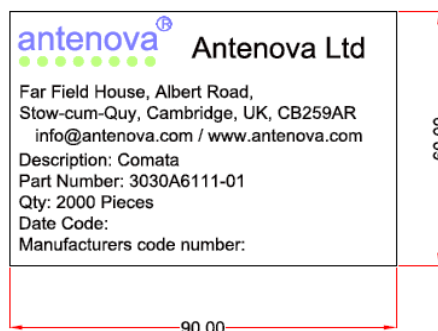 antenova®
Antenova Ltd
Far Field House, Albert Road,
Stow-cum-Quy, Cambridge, UK, CB259AR
info@antenova.com / www.antenova.com
Description: Comata
Part Number: 3030A6111-01
Qty: 2000 Pieces
Date Code:
Manufacturers code number:
90.00